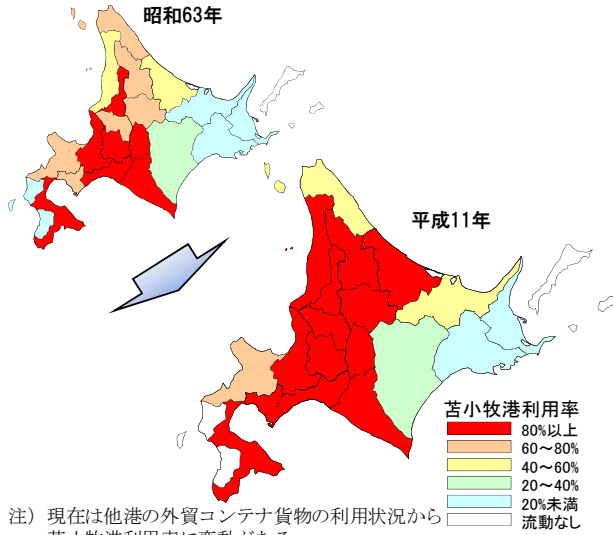 昭和63年
平成11年
苫小牧港利用率
80%以上
60～80%
40～60%
20～40%
20%未満
流動なし
注）現在は他港の外貿コンテナ貨物の利用状況から